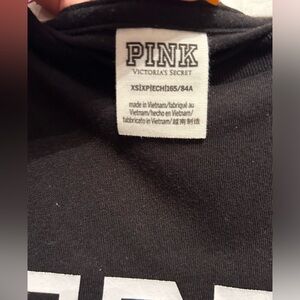 PINK
VICTORIA'S SECRET
XS|XP|ECH|165/84A
made in Vietnam/fabriqué au
Vietnam/hecho en Vietnam/
fabbricato in Vietnam/越南制造